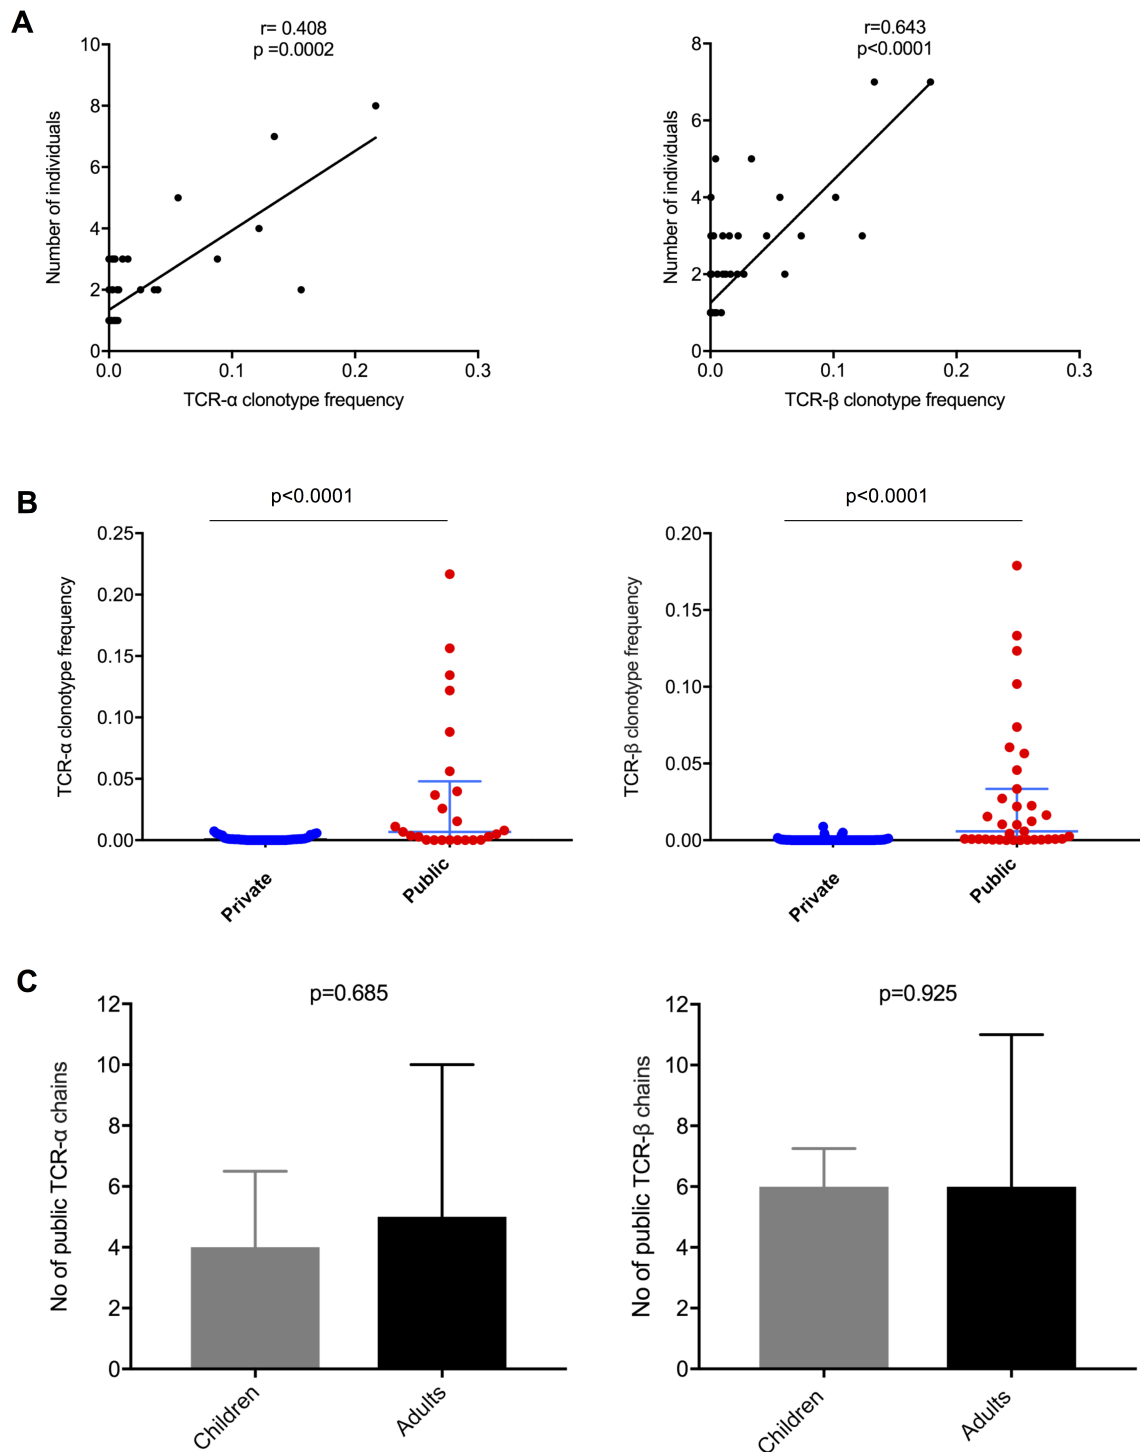 A
r= 0.408
p =0.0002
10
8
6
4
2
0
0.0
0.1
0.2
0.3
Number of individuals
TCR-α clonotype frequency
r=0.643
p<0.0001
8
6
4
2
0
0.0
0.1
0.2
0.3
Number of individuals
TCR-β clonotype frequency
B
p<0.0001
0.25
0.20
0.15
0.10
0.05
0.00
TCR-α clonotype frequency
Private
Public
p<0.0001
0.20
0.15
0.10
0.05
0.00
TCR-β clonotype frequency
Private
Public
C
p=0.685
12
10
8
6
4
2
0
No of public TCR-α chains
Children
Adults
p=0.925
12
10
8
6
4
2
0
No of public TCR-β chains
Children
Adults